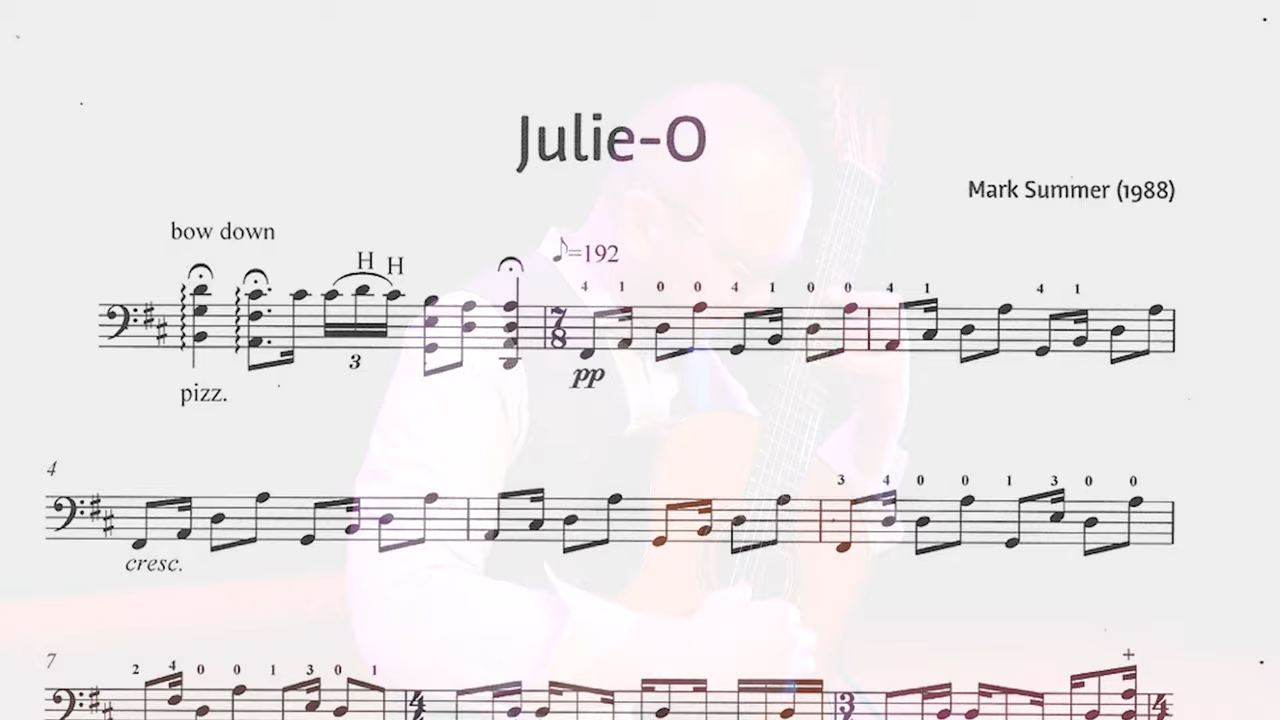 Julie-O
Mark Summer (1988)
bow down
H H
♪=192
3
4 1 0 0 4 1 0 0 4 1 4 1
7
8
pp
pizz.
4
3 4 0 0 1 3 0 0
cresc.
7
+
2 4 0 0 1 3 0 1
4 3 4